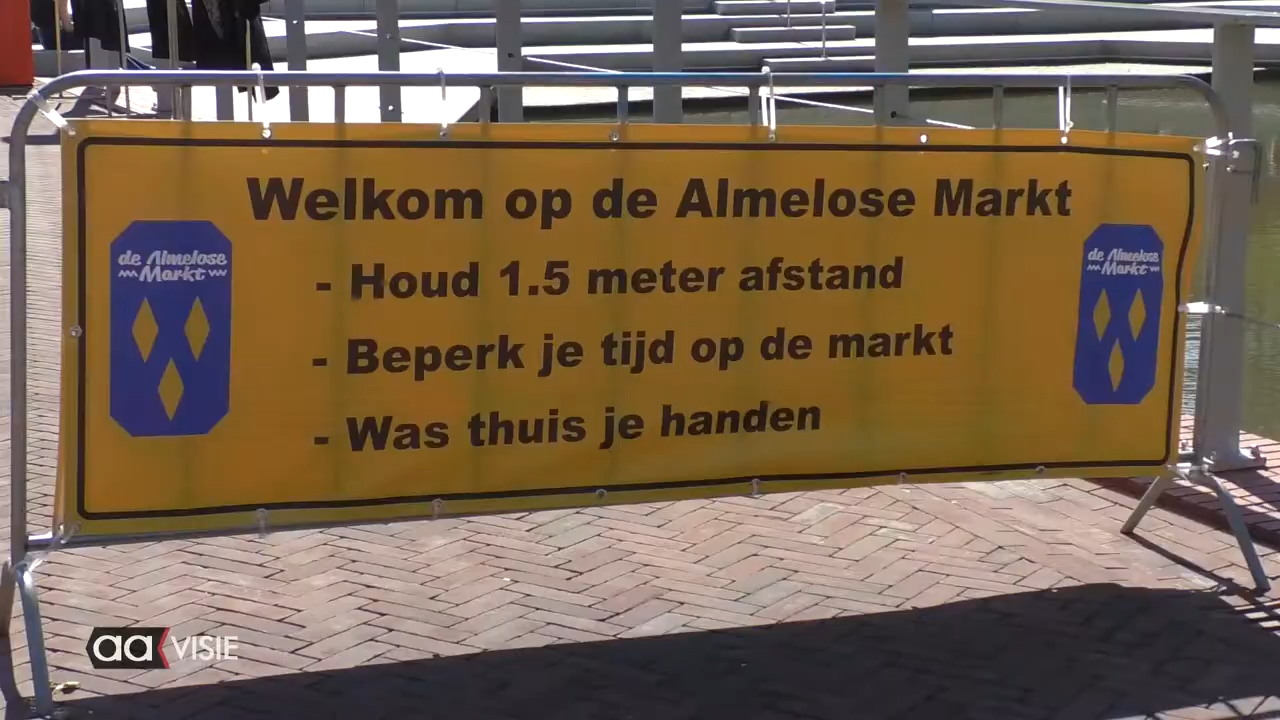 Welkom op de Almelose Markt
- Houd 1.5 meter afstand
- Beperk je tijd op de markt
- Was thuis je handen
de Almelose
Markt
de Almelose
Markt
aa VISIE